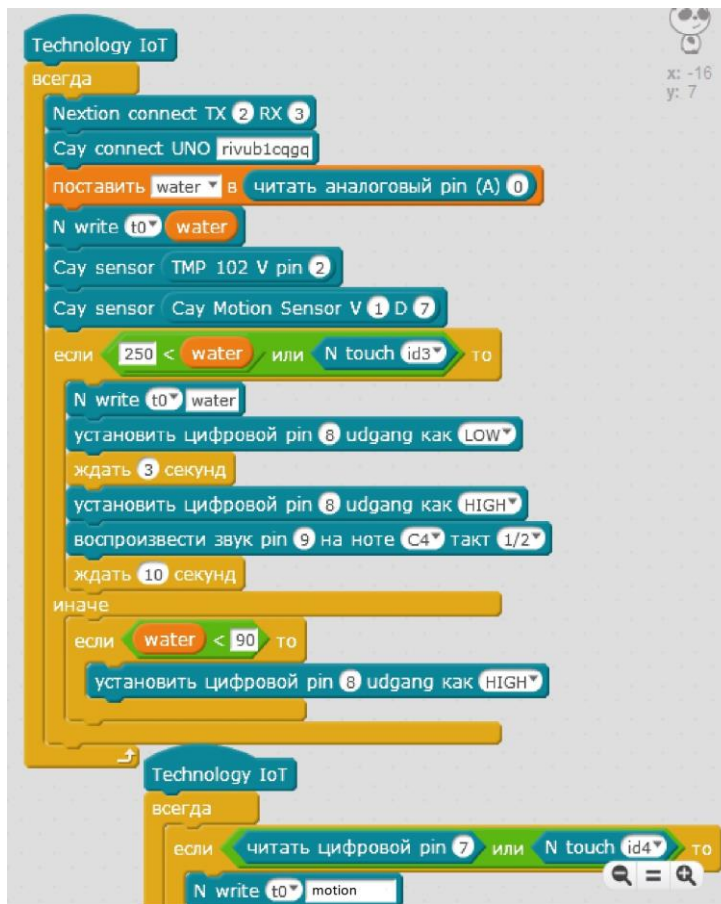 Technology IoT
x: -16
y: 7
всегда
Nextion connect TX 2 RX 3
Cay connect UNO rivub1cqgq
поставить water в читать аналоговый pin (A) 0
N write t0 water
Cay sensor TMP 102 V pin 2
Cay sensor Cay Motion Sensor V 1 D 7
если 250 < water или N touch id3 то
N write t0 water
установить цифровой pin 8 udgang как LOW
ждать 3 секунд
установить цифровой pin 8 udgang как HIGH
воспроизвести звук pin 9 на ноте C4 такт 1/2
ждать 10 секунд
иначе
если water < 90 то
установить цифровой pin 8 udgang как HIGH
Technology IoT
всегда
если читать цифровой pin 7 или N touch id4 то
N write t0 motion